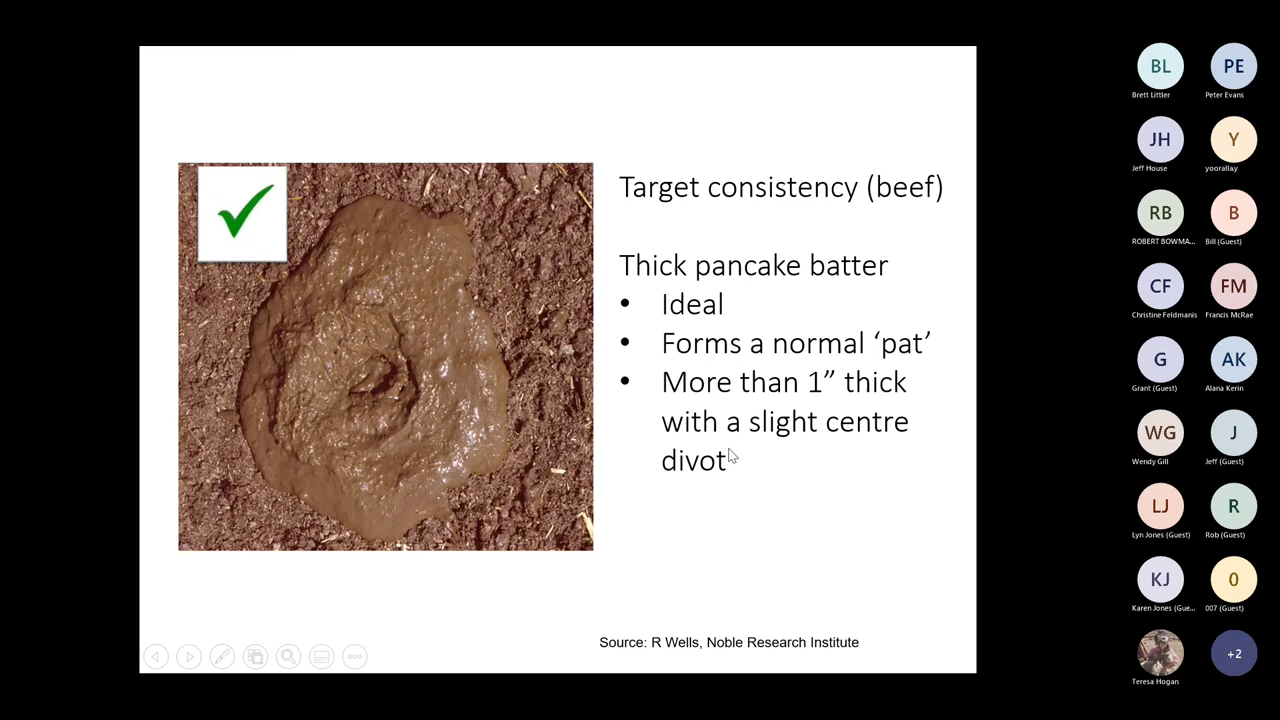 Target consistency (beef)
Thick pancake batter
• Ideal
• Forms a normal ‘pat’
• More than 1” thick
with a slight centre
divot
Source: R Wells, Noble Research Institute
BL
Brett Littler
PE
Peter Evans
JH
Jeff House
Y
yoorallay
RB
ROBERT BOWMA...
B
Bill (Guest)
CF
Christine Feldmanis
FM
Francis McRae
G
Grant (Guest)
AK
Alana Kerin
WG
Wendy Gill
J
Jeff (Guest)
LJ
Lyn Jones (Guest)
R
Rob (Guest)
KJ
Karen Jones (Gue...
0
007 (Guest)
Teresa Hogan
+2